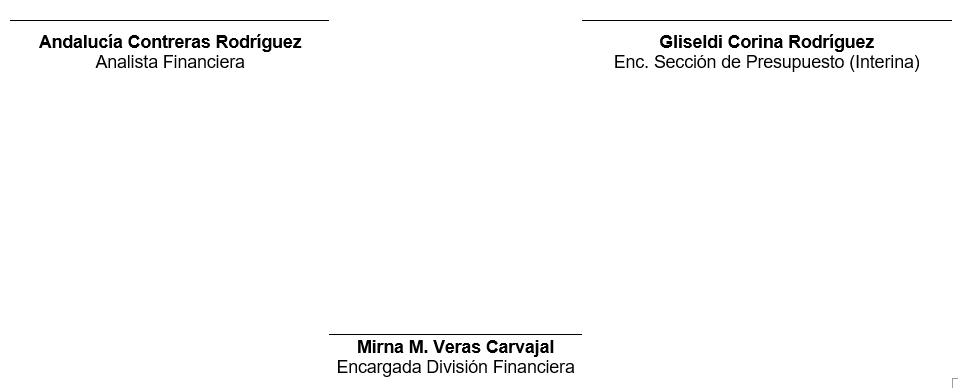 Andalucía Contreras Rodríguez
Analista Financiera
Gliseldi Corina Rodríguez
Enc. Sección de Presupuesto (Interina)
Mirna M. Veras Carvajal
Encargada División Financiera